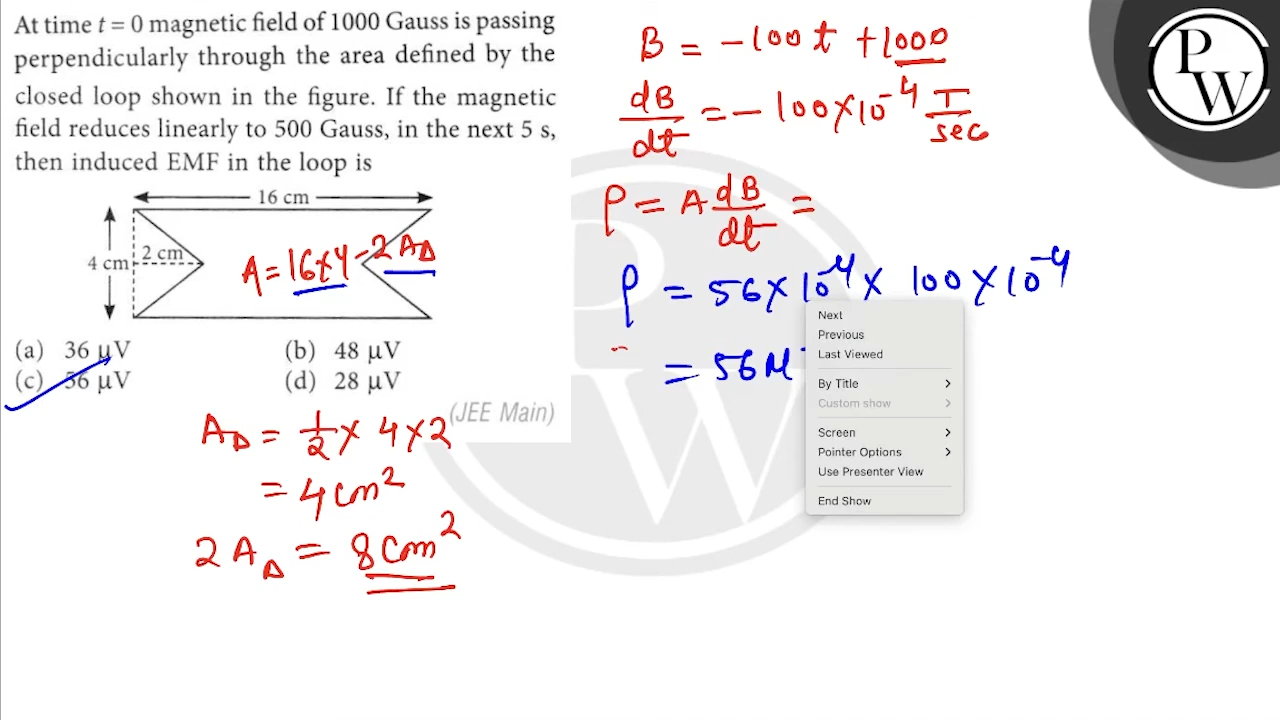 At time t = 0 magnetic field of 1000 Gauss is passing
perpendicularly through the area defined by the
closed loop shown in the figure. If the magnetic
field reduces linearly to 500 Gauss, in the next 5 s,
then induced EMF in the loop is
16 cm
4 cm
2 cm
A = 16×4 - 2 A△
(a) 36 μV (b) 48 μV
(c) 56 μV (d) 28 μV
(JEE Main)
A△ = 1/2 × 4×2
= 4 cm²
2 A△ = 8 cm²
B = -100t + 1000
dB/dt = - 100×10⁻⁴ T/sec
ρ = A dB/dt =
ρ = 56×10⁻⁴ × 100×10⁻⁴
= 56 μ
Next
Previous
Last Viewed
By Title
Custom show
Screen
Pointer Options
Use Presenter View
End Show
P
W
P
W